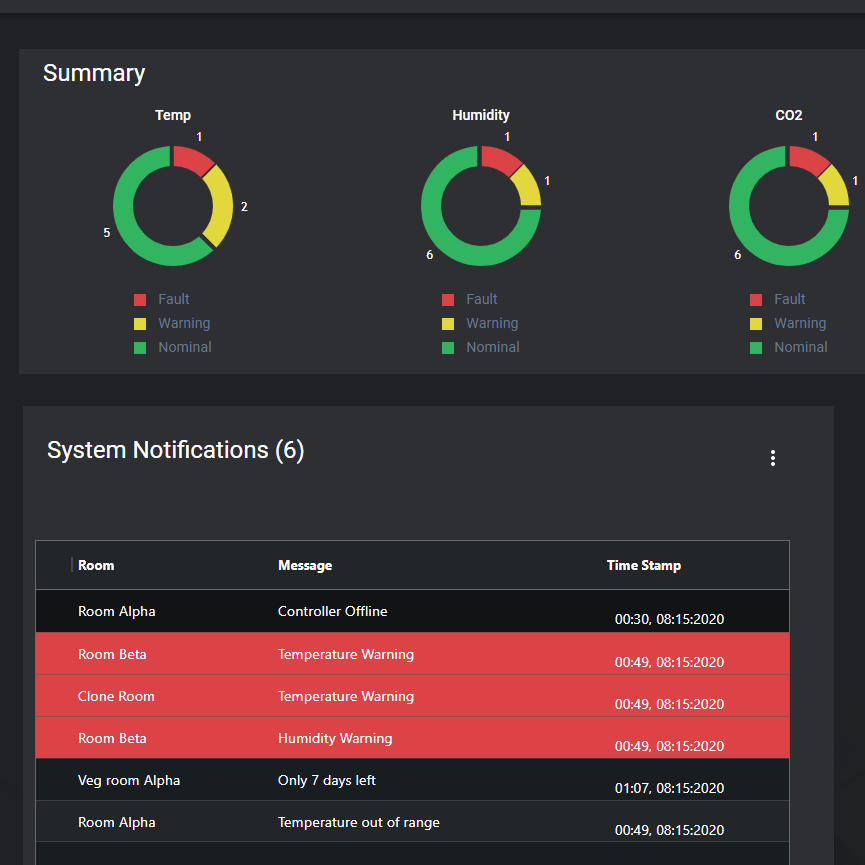 Summary
Temp Humidity CO2
1 1 1
2 1 1
5 6 6
Fault Fault Fault
Warning Warning Warning
Nominal Nominal Nominal
System Notifications (6)
Room Message Time Stamp
Room Alpha Controller Offline 00:30, 08:15:2020
Room Beta Temperature Warning 00:49, 08:15:2020
Clone Room Temperature Warning 00:49, 08:15:2020
Room Beta Humidity Warning 00:49, 08:15:2020
Veg room Alpha Only 7 days left 01:07, 08:15:2020
Room Alpha Temperature out of range 00:49, 08:15:2020